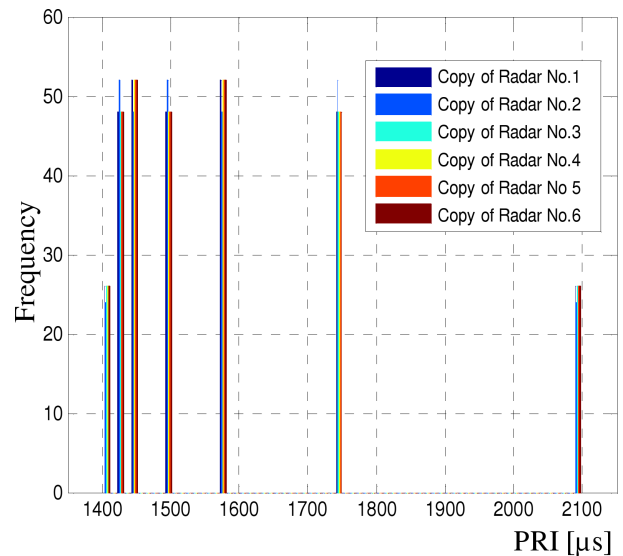 60
50
40
30
20
10
0
Frequency
Copy of Radar No.1
Copy of Radar No.2
Copy of Radar No.3
Copy of Radar No.4
Copy of Radar No 5
Copy of Radar No.6
1400 1500 1600 1700 1800 1900 2000 2100
PRI [µs]